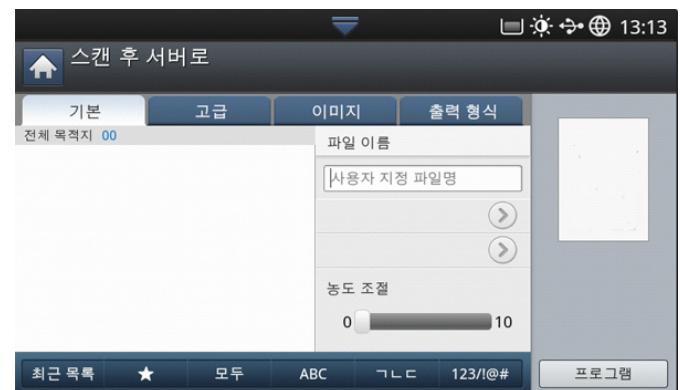 13:13
스캔 후 서버로
기본 고급 이미지 출력 형식
전체 목적지 00
파일 이름
사용자 지정 파일명
농도 조절
0 10
최근 목록 ★ 모두 ABC ㄱㄴㄷ 123/!@# 프로그램